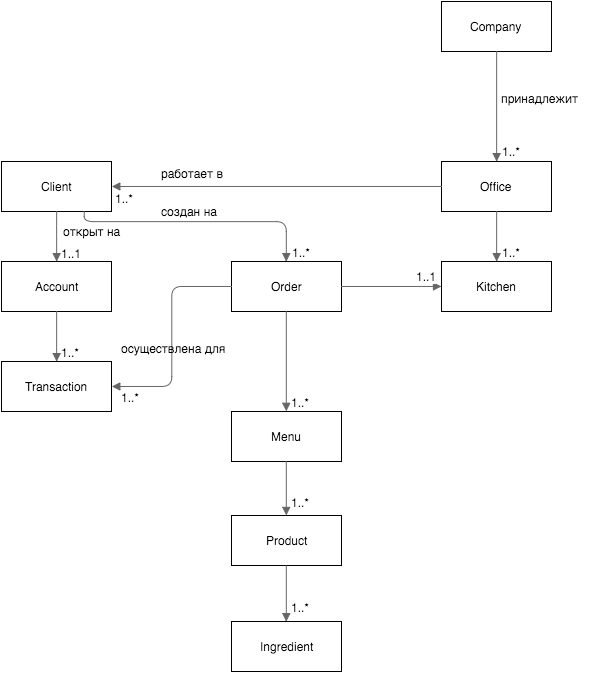 Company
принадлежит
1..*
работает в
Client
Office
1..*
создан на
открыт на
1..1
1..*
1..*
Account
Order
1..1
Kitchen
осуществлена для
1..*
Transaction
1..*
1..*
Menu
1..*
Product
1..*
Ingredient